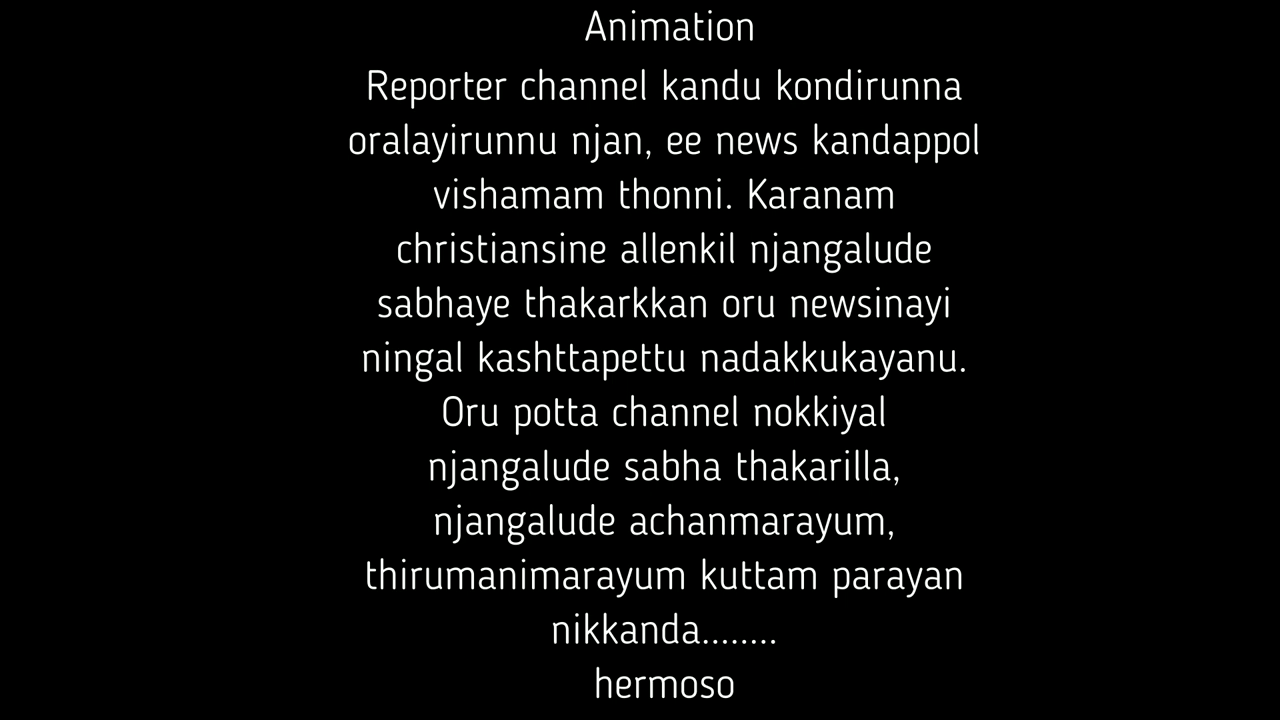 Animation
Reporter channel kandu kondirunna
oralayirunnu njan, ee news kandappol
vishamam thonni. Karanam
christiansine allenkil njangalude
sabhaye thakarkkan oru newsinayi
ningal kashttapettu nadakkukayanu.
Oru potta channel nokkiyal
njangalude sabha thakarilla,
njangalude achanmarayum,
thirumanimarayum kuttam parayan
nikkanda........
hermoso